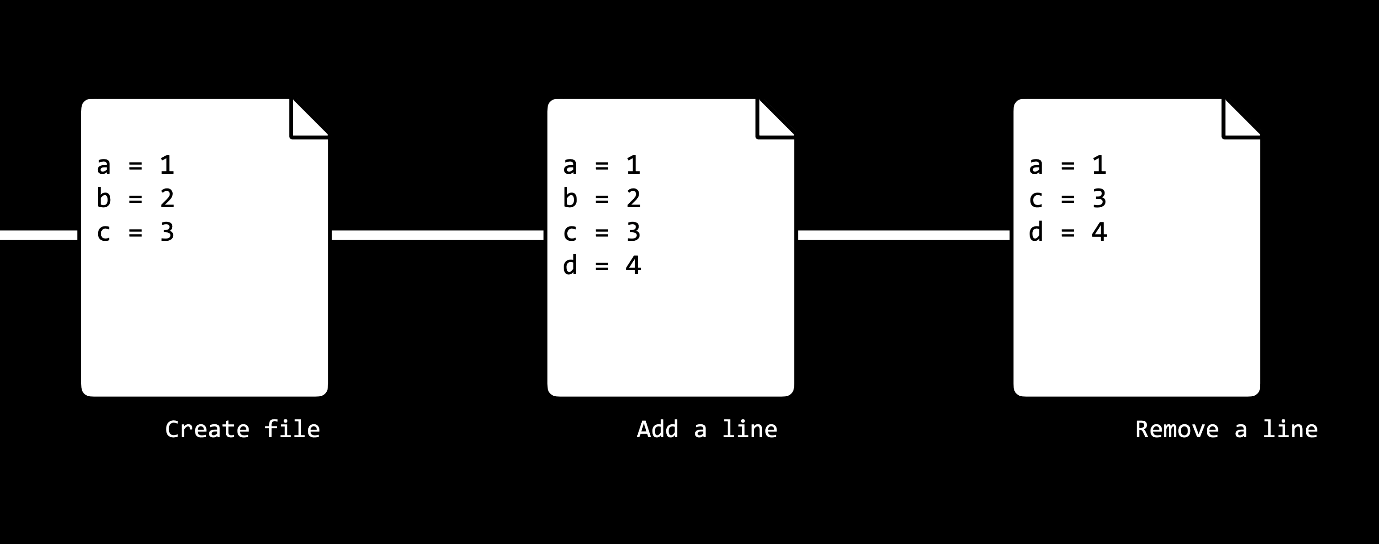 a = 1
b = 2
c = 3
Create file
a = 1
b = 2
c = 3
d = 4
Add a line
a = 1
c = 3
d = 4
Remove a line